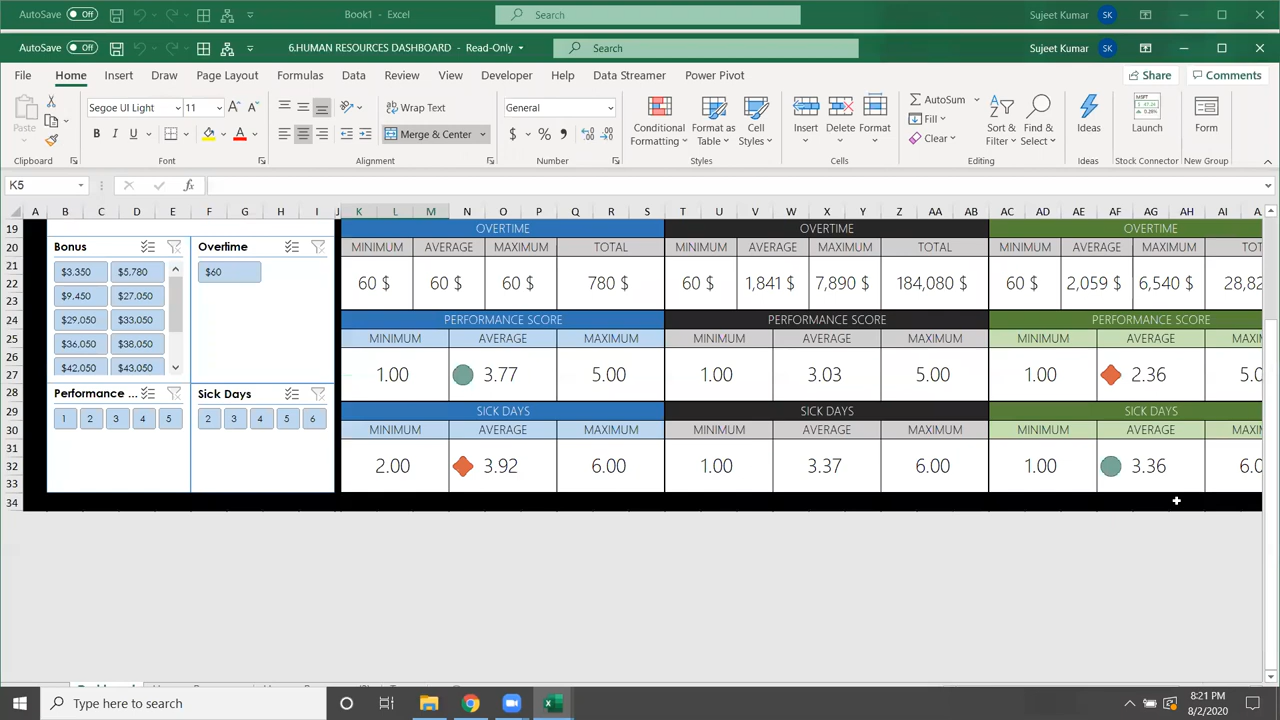 AutoSave Off Book1 - Excel Search Sujeet Kumar SK
AutoSave Off 6.HUMAN RESOURCES DASHBOARD - Read-Only Search Sujeet Kumar SK
File Home Insert Draw Page Layout Formulas Data Review View Developer Help Data Streamer Power Pivot Share Comments
Paste Segoe UI Light 11 A A Wrap Text General Conditional Formatting Format as Table Cell Styles Insert Delete Format AutoSum Fill Clear Sort & Filter Find & Select Ideas Launch Form
B I U A Merge & Center $ % ,
Clipboard Font Alignment Number Styles Cells Editing Ideas Stock Connector New Group
K5 fx
A B C D E F G H I J K L M N O P Q R S T U V W X Y Z AA AB AC AD AE AF AG AH AI A
19 OVERTIME OVERTIME OVERTIME
20 Bonus Overtime MINIMUM AVERAGE MAXIMUM TOTAL MINIMUM AVERAGE MAXIMUM TOTAL MINIMUM AVERAGE MAXIMUM TOT
21 $3.350 $5.780 $60
22 60 $ 60 $ 60 $ 780 $ 60 $ 1,841 $ 7,890 $ 184,080 $ 60 $ 2,059 $ 6,540 $ 28,82
23 $9.450 $27.050
24 $29.050 $33.050 PERFORMANCE SCORE PERFORMANCE SCORE PERFORMANCE SCORE
25 $36.050 $38.050 MINIMUM AVERAGE MAXIMUM MINIMUM AVERAGE MAXIMUM MINIMUM AVERAGE MAXI
26 $42.050 $43.050
27 1.00 3.77 5.00 1.00 3.03 5.00 1.00 2.36 5.0
28 Performance ... Sick Days
29 1 2 3 4 5 2 3 4 5 6 SICK DAYS SICK DAYS SICK DAYS
30 MINIMUM AVERAGE MAXIMUM MINIMUM AVERAGE MAXIMUM MINIMUM AVERAGE MAXI
31
32 2.00 3.92 6.00 1.00 3.37 6.00 1.00 3.36 6.0
33
34
Type here to search 8:21 PM
8/2/2020